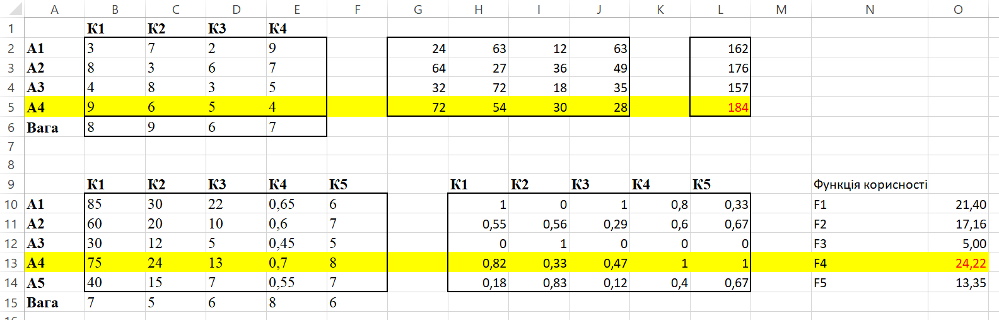 A B C D E F G H I J K L M N O
1 К1 К2 К3 К4
2 А1 3 7 2 9 24 63 12 63 162
3 А2 8 3 6 7 64 27 36 49 176
4 А3 4 8 3 5 32 72 18 35 157
5 А4 9 6 5 4 72 54 30 28 184
6 Вага 8 9 6 7
7
8
9 К1 К2 К3 К4 К5 К1 К2 К3 К4 К5 Функція корисності
10 А1 85 30 22 0,65 6 1 0 1 0,8 0,33 F1 21,40
11 А2 60 20 10 0,6 7 0,55 0,56 0,29 0,6 0,67 F2 17,16
12 А3 30 12 5 0,45 5 0 1 0 0 0 F3 5,00
13 А4 75 24 13 0,7 8 0,82 0,33 0,47 1 1 F4 24,22
14 А5 40 15 7 0,55 7 0,18 0,83 0,12 0,4 0,67 F5 13,35
15 Вага 7 5 6 8 6